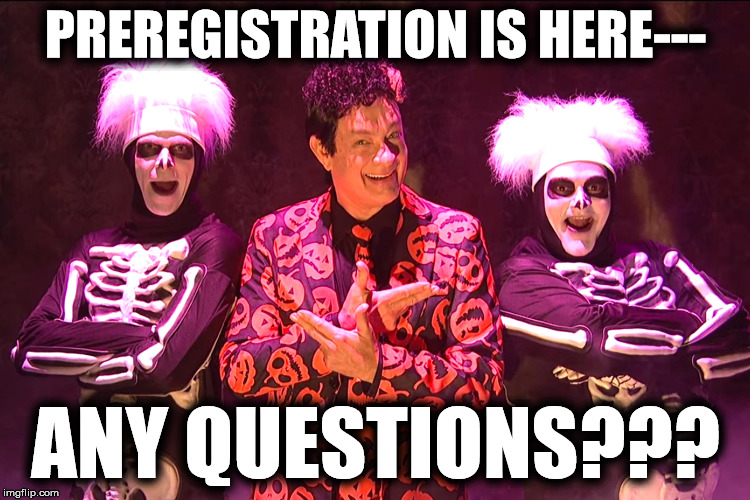 PREREGISTRATION IS HERE---
ANY QUESTIONS???
imgflip.com